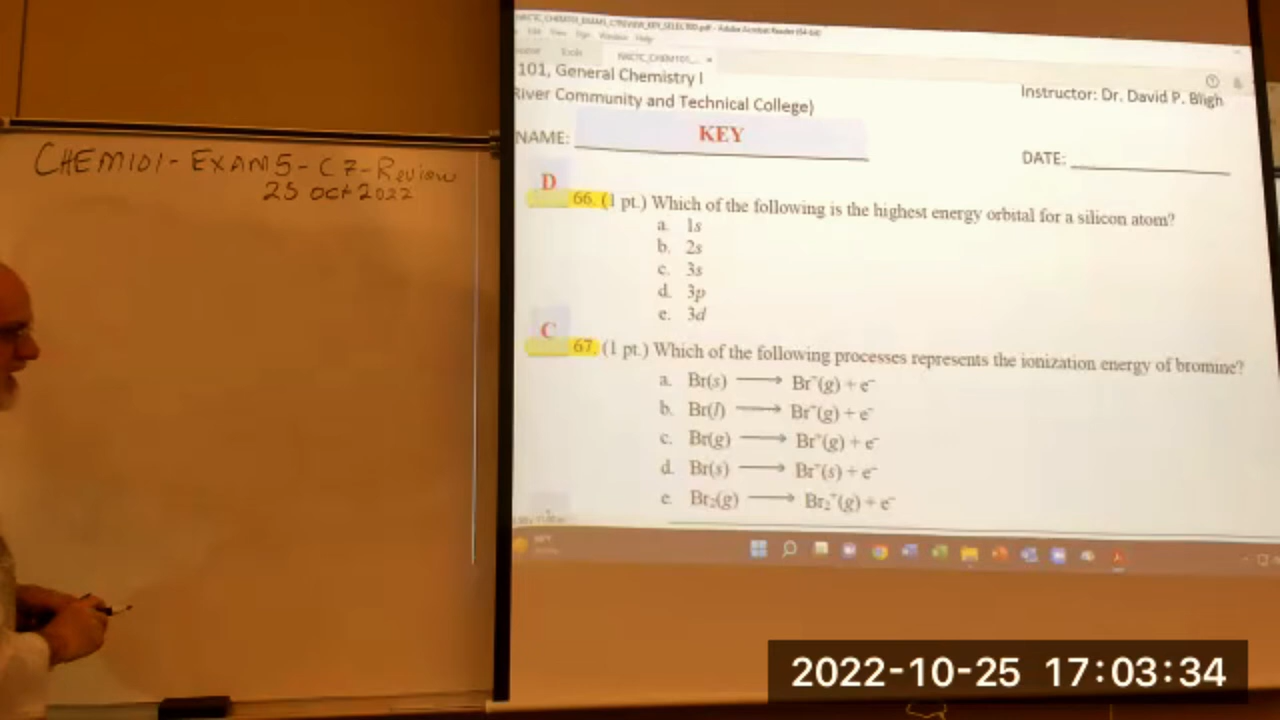 CHEM101 - EXAM 5 - C7 - Review
25 Oct 2022
101, General Chemistry I
River Community and Technical College)
Instructor: Dr. David P. Bligh
NAME: KEY
DATE:
D
66. (1 pt.) Which of the following is the highest energy orbital for a silicon atom?
a. 1s
b. 2s
c. 3s
d. 3p
e. 3d
C
67. (1 pt.) Which of the following processes represents the ionization energy of bromine?
a. Br(s) ⟶ Br⁺(g) + e⁻
b. Br(l) ⟶ Br⁺(g) + e⁻
c. Br(g) ⟶ Br⁺(g) + e⁻
d. Br(s) ⟶ Br⁺(s) + e⁻
e. Br₂(g) ⟶ Br₂⁺(g) + e⁻
2022-10-25 17:03:34